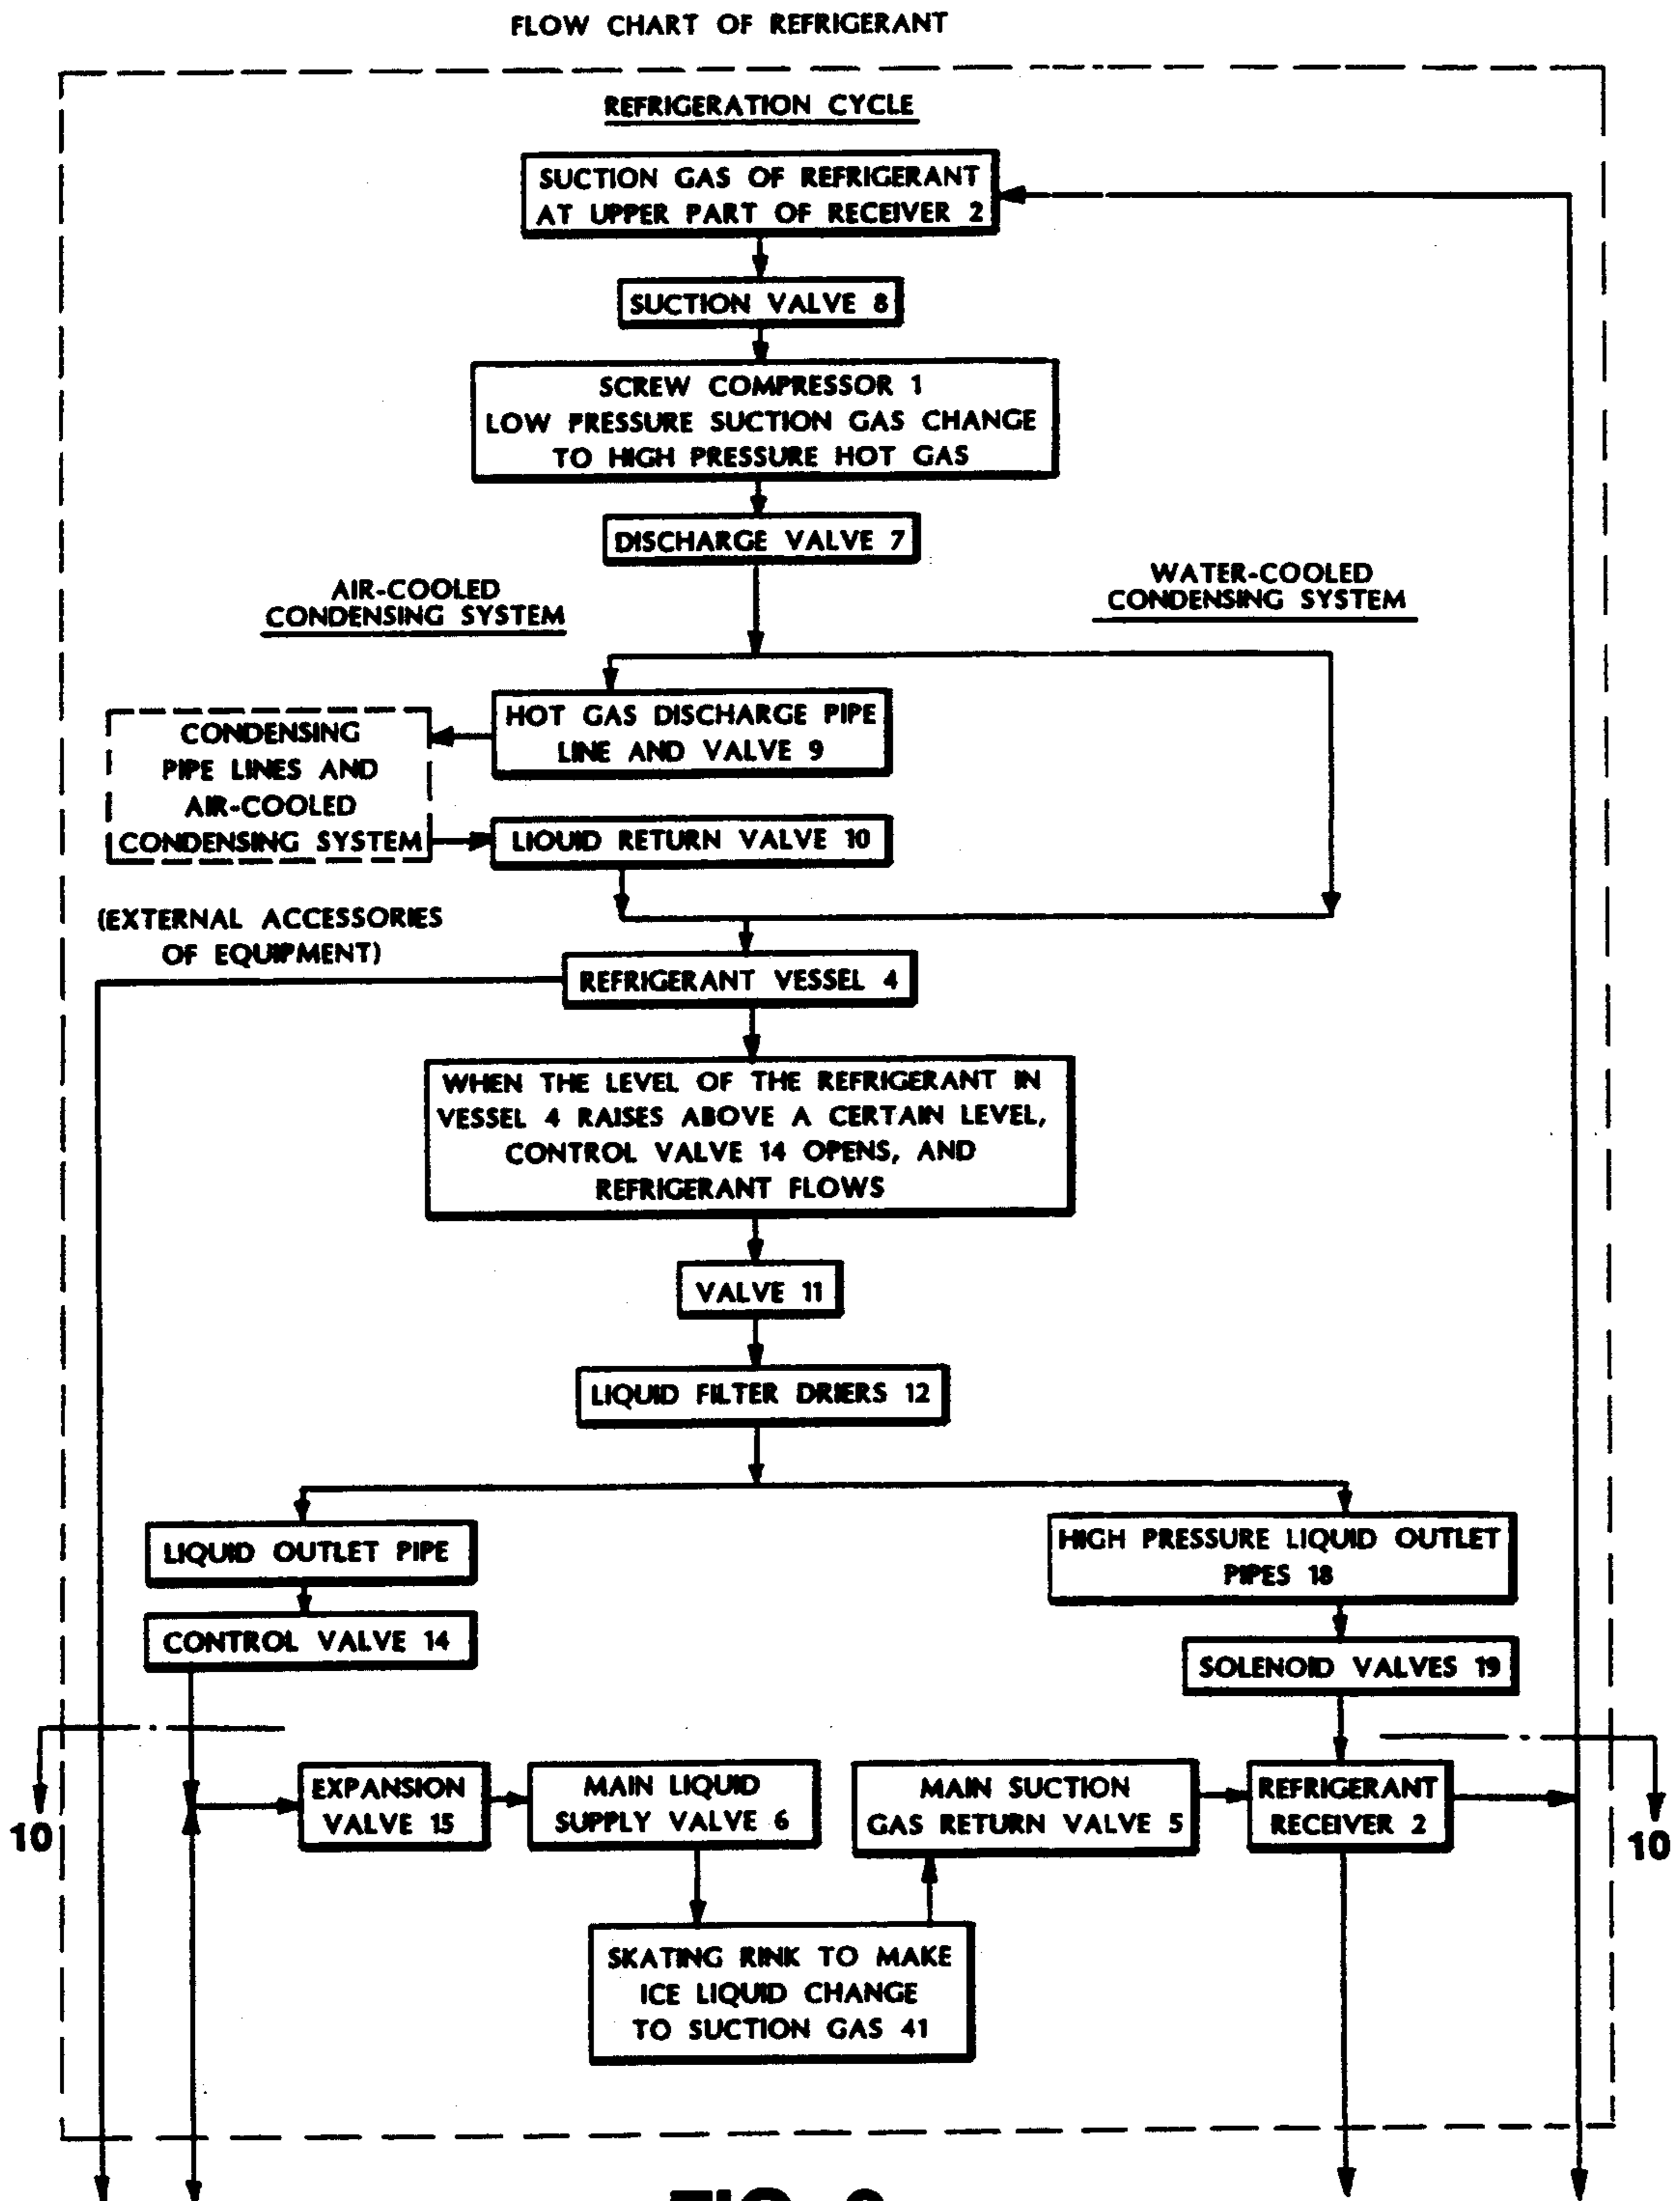 FLOW CHART OF REFRIGERANT
REFRIGERATION CYCLE
SUCTION GAS OF REFRIGERANT
AT UPPER PART OF RECEIVER 2
SUCTION VALVE 8
SCREW COMPRESSOR 1
LOW PRESSURE SUCTION GAS CHANGE
TO HIGH PRESSURE HOT GAS
DISCHARGE VALVE 7
AIR-COOLED
CONDENSING SYSTEM
WATER-COOLED
CONDENSING SYSTEM
HOT GAS DISCHARGE PIPE
LINE AND VALVE 9
CONDENSING
PIPE LINES AND
AIR-COOLED
CONDENSING SYSTEM
LIOUID RETURN VALVE 10
(EXTERNAL ACCESSORIES
OF EQUIPMENT)
REFRIGERANT VESSEL 4
WHEN THE LEVEL OF THE REFRIGERANT IN
VESSEL 4 RAISES ABOVE A CERTAIN LEVEL,
CONTROL VALVE 14 OPENS, AND
REFRIGERANT FLOWS
VALVE 11
LIQUID FILTER DRIERS 12
LIQUID OUTLET PIPE
HIGH PRESSURE LIQUID OUTLET
PIPES 18
CONTROL VALVE 14
SOLENOID VALVES 19
EXPANSION
VALVE 15
MAIN LIQUID
SUPPLY VALVE 6
MAIN SUCTION
GAS RETURN VALVE 5
REFRIGERANT
RECEIVER 2
10
10
SKATING RINK TO MAKE
ICE LIQUID CHANGE
TO SUCTION GAS 41